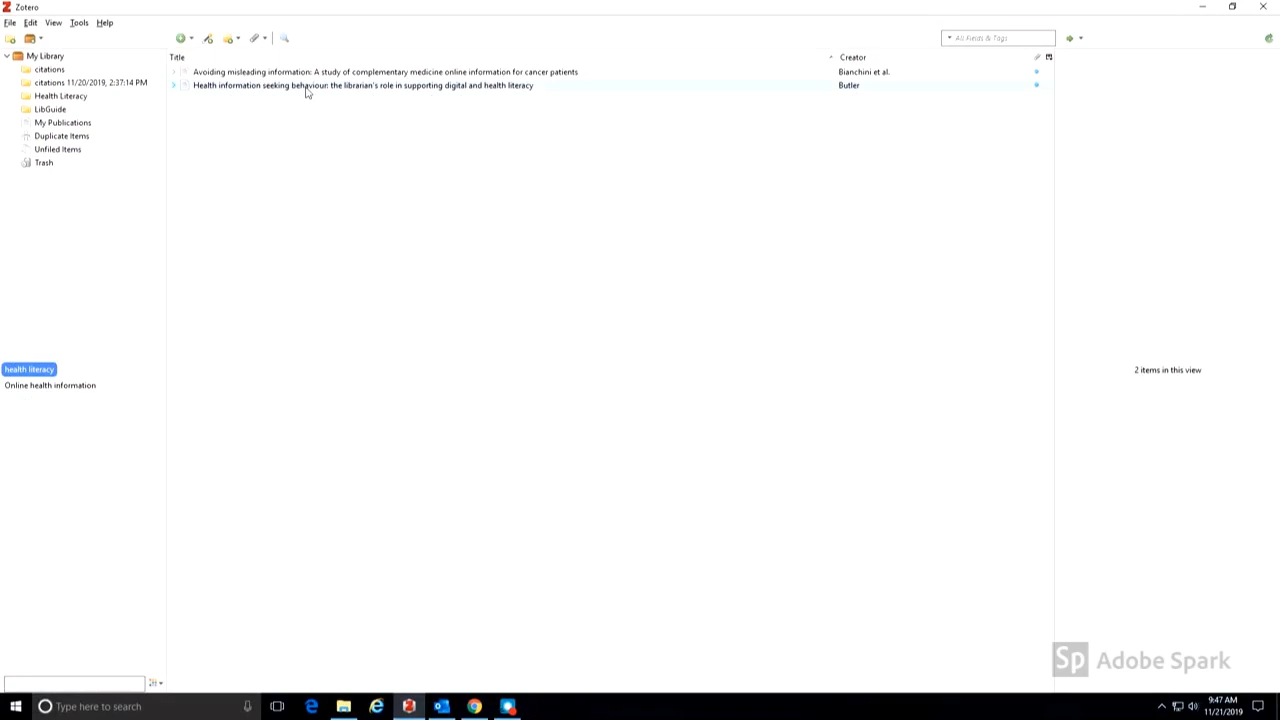 Zotero
File Edit View Tools Help
All Fields & Tags
My Library
citations
citations 11/20/2019, 2:37:14 PM
Health Literacy
LibGuide
My Publications
Duplicate Items
Unfiled Items
Trash
Title Creator
Avoiding misleading information: A study of complementary medicine online information for cancer patients Bianchini et al.
Health information seeking behaviour: the librarian's role in supporting digital and health literacy Butler
health literacy
Online health information
2 items in this view
Sp Adobe Spark
Type here to search
9:47 AM
11/21/2019